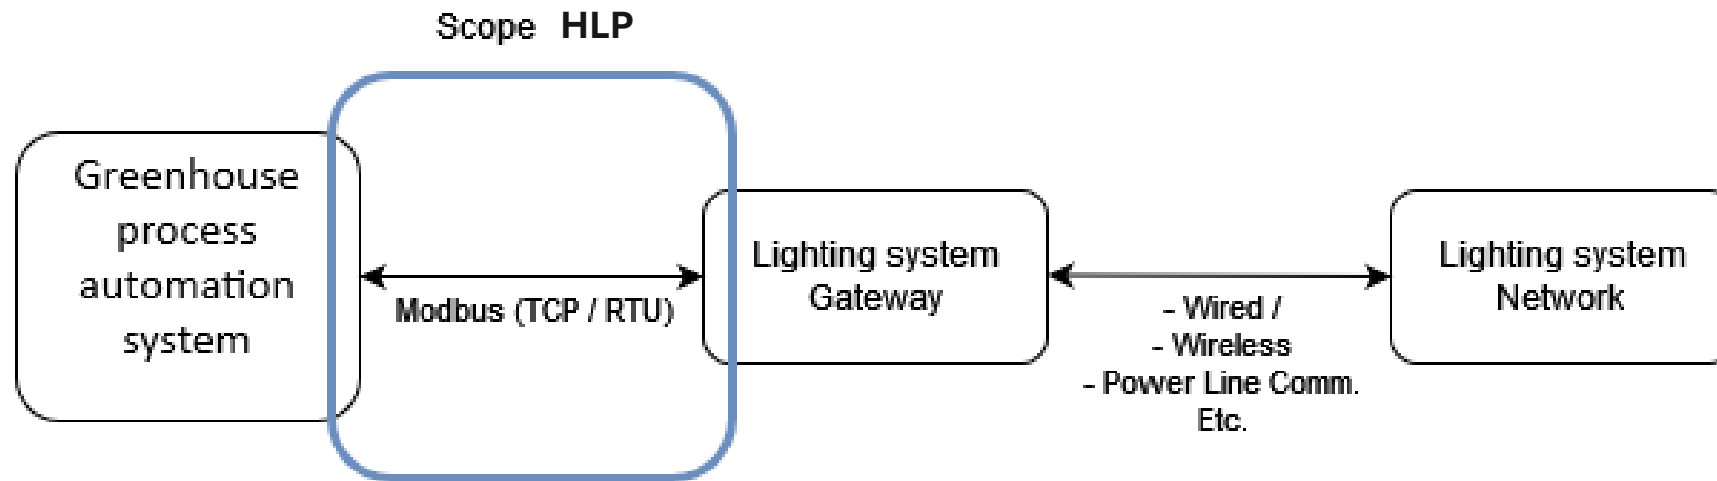 Scope HLP
Greenhouse
process
automation
system
Modbus (TCP / RTU)
Lighting system
Gateway
- Wired /
- Wireless
- Power Line Comm.
Etc.
Lighting system
Network